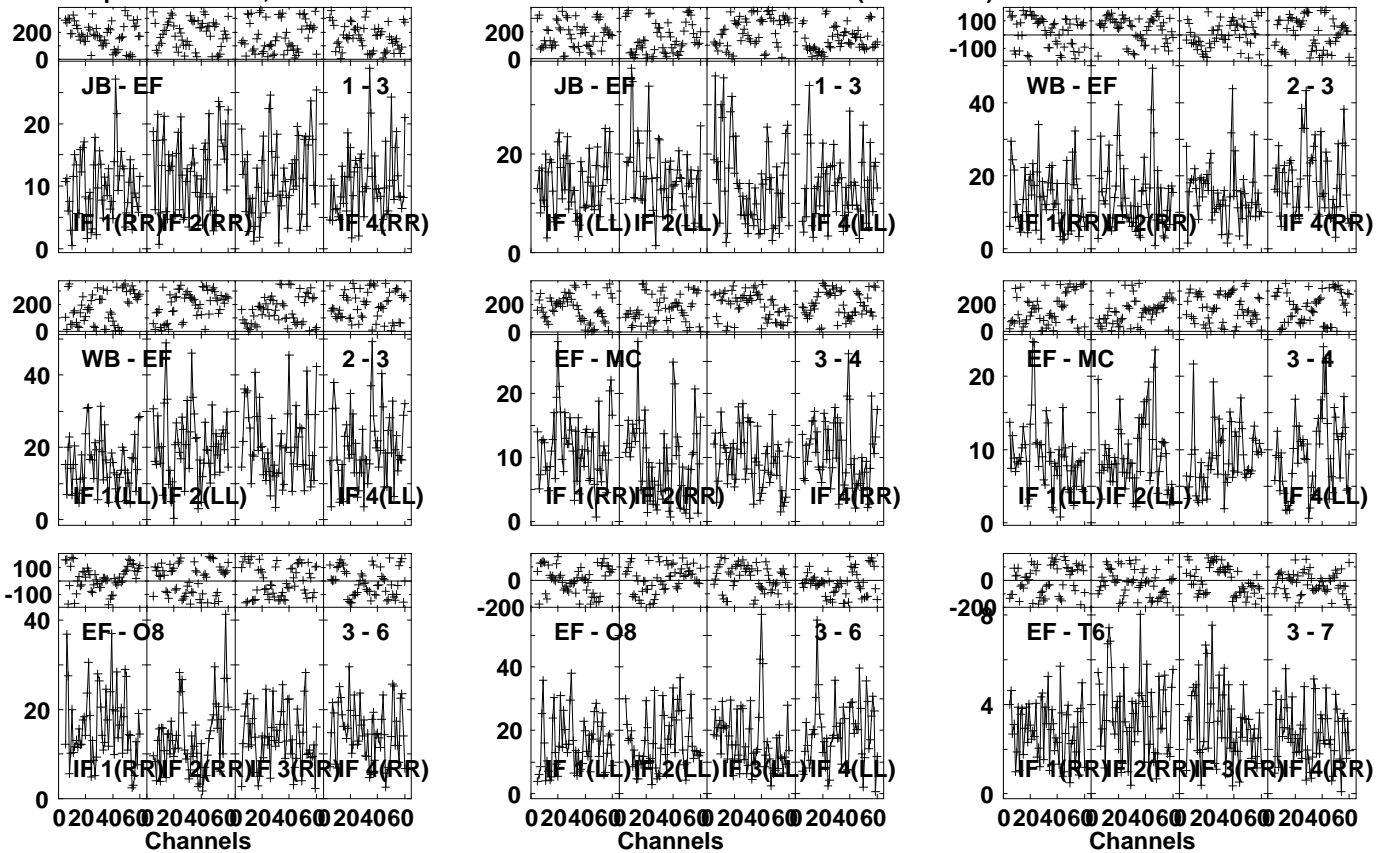 200 200 100
0 0 -100
JB - EF 1 - 3 JB - EF 1 - 3 WB - EF 2 - 3
20 20 40
10 20
0 0 0
IF 1(RR) IF 2(RR) IF 4(RR) IF 1(LL) IF 2(LL) IF 4(LL) IF 1(RR) IF 2(RR) IF 4(RR)
200 200 200
0 0 0
WB - EF 2 - 3 EF - MC 3 - 4 EF - MC 3 - 4
40 20 20
20 10 10
0 0 0
IF 1(LL) IF 2(LL) IF 4(LL) IF 1(RR) IF 2(RR) IF 4(RR) IF 1(LL) IF 2(LL) IF 4(LL)
100 0 0
-100 -200 -200
EF - O8 3 - 6 EF - O8 3 - 6 EF - T6 3 - 7
40 40 8
20 20 4
0 0 0
IF 1(RR) IF 2(RR) IF 3(RR) IF 4(RR) IF 1(LL) IF 2(LL) IF 3(LL) IF 4(LL) IF 1(RR) IF 2(RR) IF 3(RR) IF 4(RR)
0 20 40 60 0 20 40 60 0 20 40 60 0 20 40 60 0 20 40 60 0 20 40 60 0 20 40 60 0 20 40 60 0 20 40 60 0 20 40 60 0 20 40 60 0 20 40 60
Channels Channels Channels